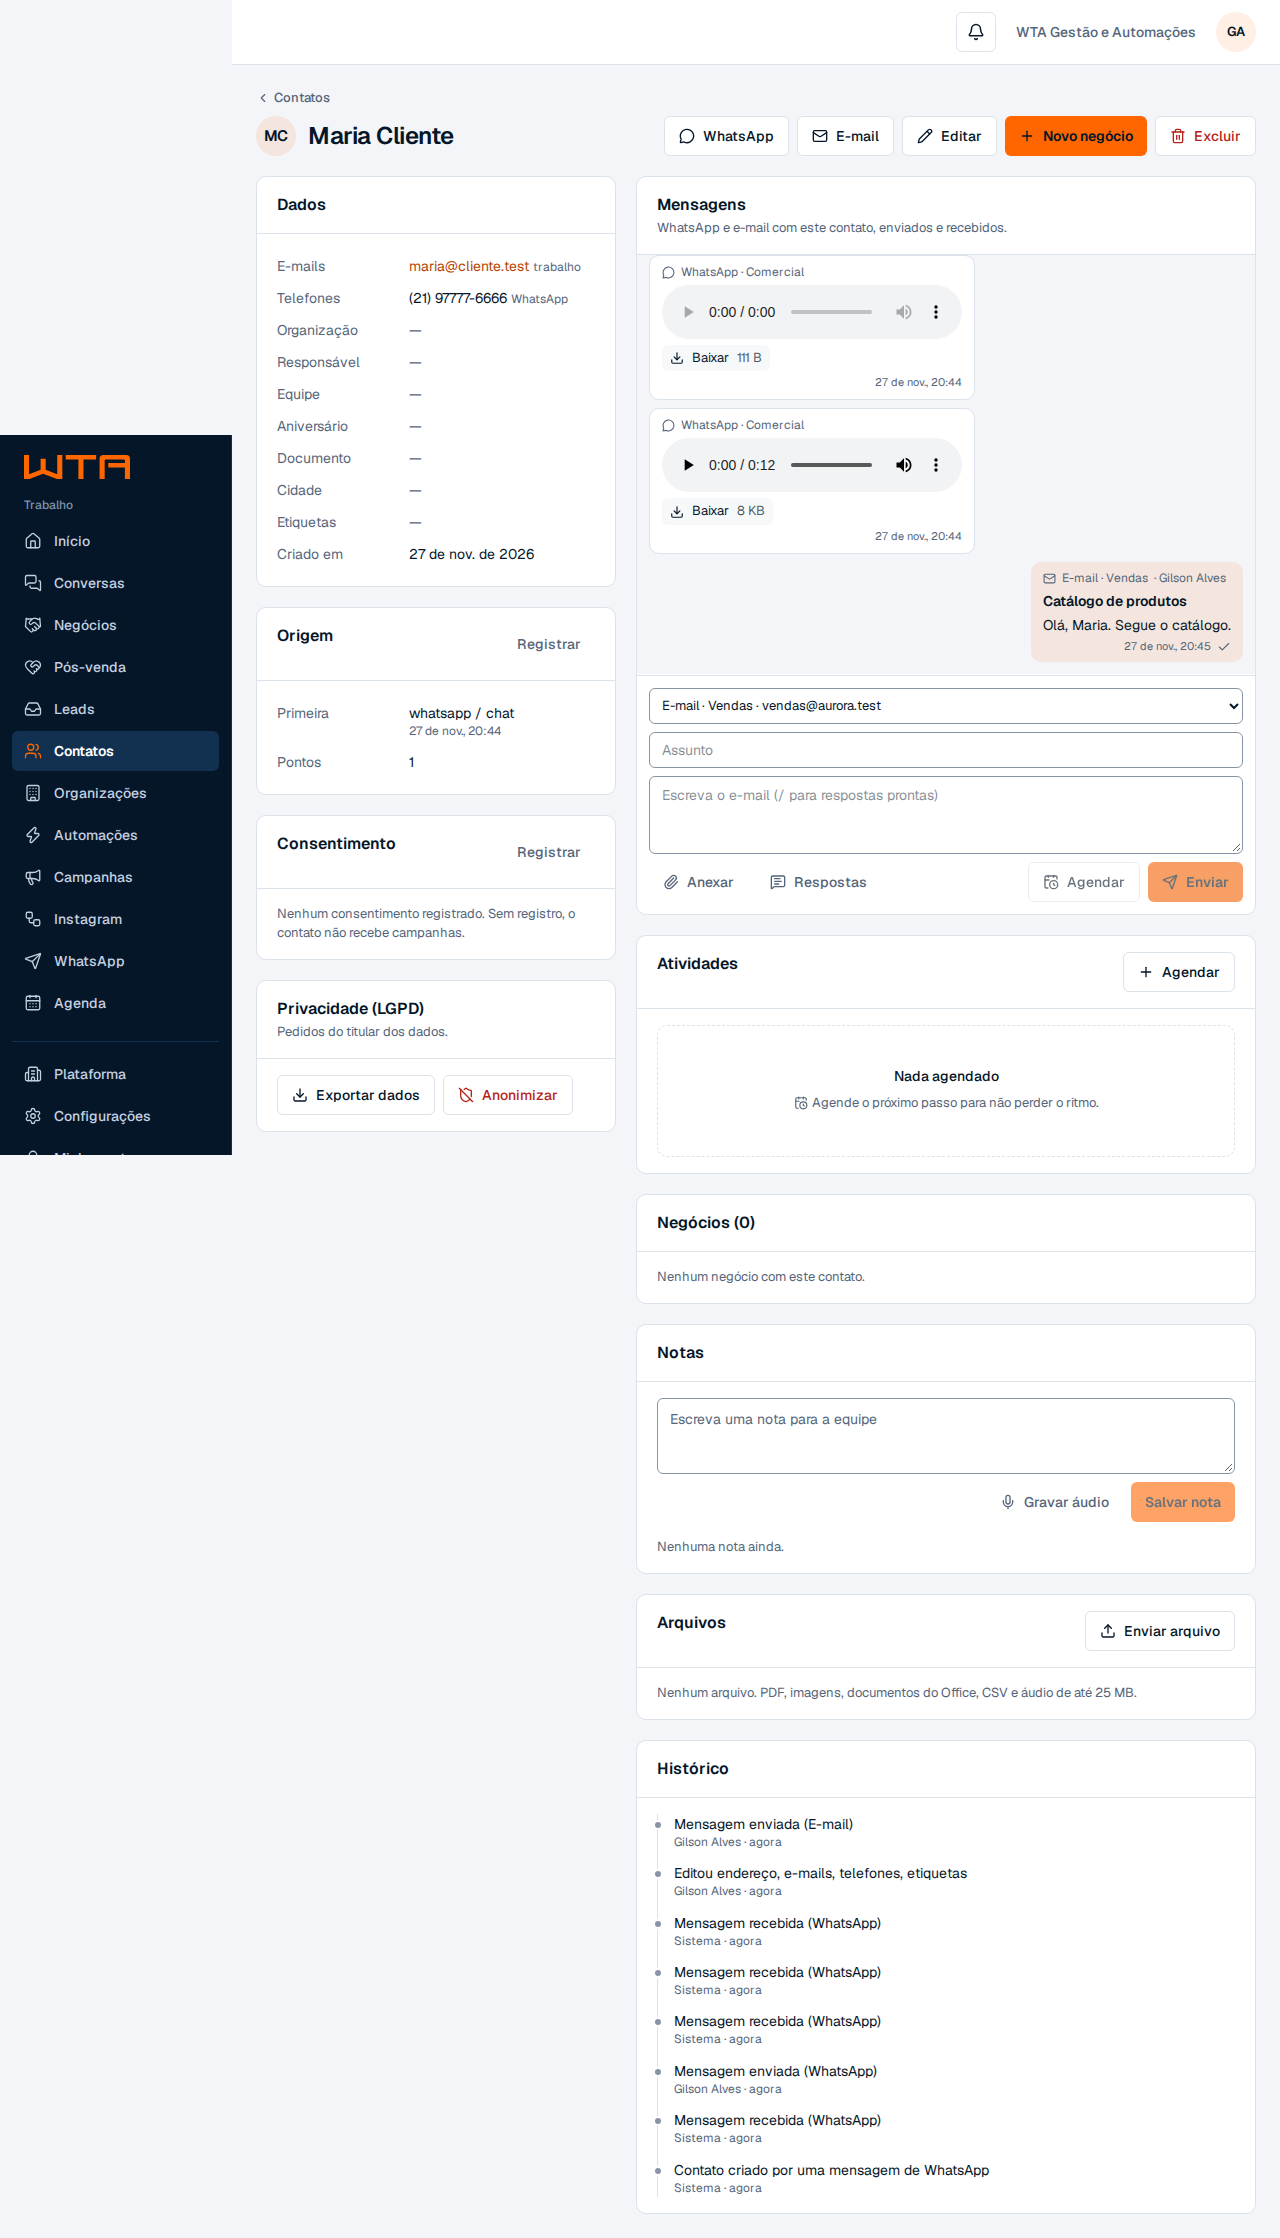 WTA Gestão e Automações
GA
Contatos
MC
Maria Cliente
WhatsApp
E-mail
Editar
Novo negócio
Excluir
WTA
Trabalho
Início
Conversas
Negócios
Pós-venda
Leads
Contatos
Organizações
Automações
Campanhas
Instagram
WhatsApp
Agenda
Plataforma
Configurações
Dados
E-mails
maria@cliente.test trabalho
Telefones
(21) 97777-6666 WhatsApp
Organização
—
Responsável
—
Equipe
—
Aniversário
—
Documento
—
Cidade
—
Etiquetas
—
Criado em
27 de nov. de 2026
Origem
Registrar
Primeira
whatsapp / chat
27 de nov., 20:44
Pontos
1
Consentimento
Registrar
Nenhum consentimento registrado. Sem registro, o
contato não recebe campanhas.
Privacidade (LGPD)
Pedidos do titular dos dados.
Exportar dados
Anonimizar
Mensagens
WhatsApp e e-mail com este contato, enviados e recebidos.
WhatsApp · Comercial
0:00 / 0:00
Baixar 111 B
27 de nov., 20:44
WhatsApp · Comercial
0:00 / 0:12
Baixar 8 KB
27 de nov., 20:44
E-mail · Vendas · Gilson Alves
Catálogo de produtos
Olá, Maria. Segue o catálogo.
27 de nov., 20:45
E-mail · Vendas · vendas@aurora.test
Assunto
Escreva o e-mail (/ para respostas prontas)
Anexar
Respostas
Agendar
Enviar
Atividades
Agendar
Nada agendado
Agende o próximo passo para não perder o ritmo.
Negócios (0)
Nenhum negócio com este contato.
Notas
Escreva uma nota para a equipe
Gravar áudio
Salvar nota
Nenhuma nota ainda.
Arquivos
Enviar arquivo
Nenhum arquivo. PDF, imagens, documentos do Office, CSV e áudio de até 25 MB.
Histórico
Mensagem enviada (E-mail)
Gilson Alves · agora
Editou endereço, e-mails, telefones, etiquetas
Gilson Alves · agora
Mensagem recebida (WhatsApp)
Sistema · agora
Mensagem recebida (WhatsApp)
Sistema · agora
Mensagem recebida (WhatsApp)
Sistema · agora
Mensagem enviada (WhatsApp)
Gilson Alves · agora
Mensagem recebida (WhatsApp)
Sistema · agora
Contato criado por uma mensagem de WhatsApp
Sistema · agora